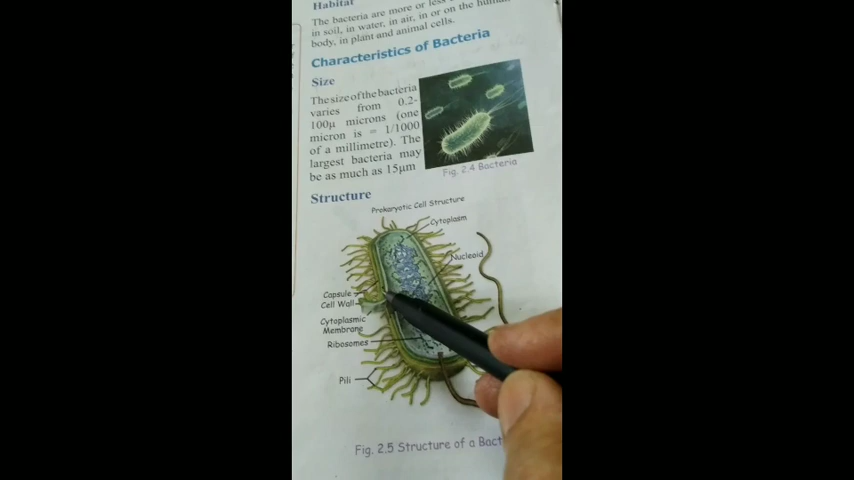 Habitat
The bacteria are more or less
in soil, in water, in air, in or on the human
body, in plant and animal cells.
Characteristics of Bacteria
Size
The size of the bacteria
varies from 0.2-
100µ microns (one
micron is = 1/1000
of a millimetre). The
largest bacteria may
be as much as 15µm
Fig. 2.4 Bacteria
Structure
Prokaryotic Cell Structure
Cytoplasm
Nucleoid
Capsule
Cell Wall
Cytoplasmic
Membrane
Ribosomes
Pili
Fig. 2.5 Structure of a Bact